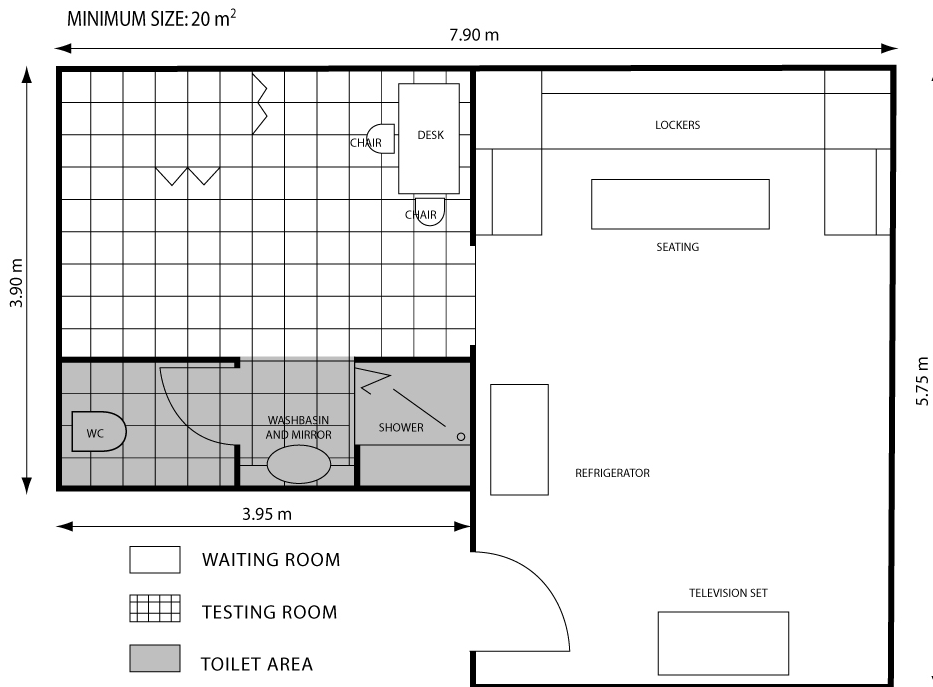 MINIMUM SIZE: 20 m²
7.90 m
DESK
CHAIR
CHAIR
LOCKERS
SEATING
3.90 m
5.75 m
WC
WASHBASIN
AND MIRROR
SHOWER
REFRIGERATOR
3.95 m
WAITING ROOM
TESTING ROOM
TOILET AREA
TELEVISION SET